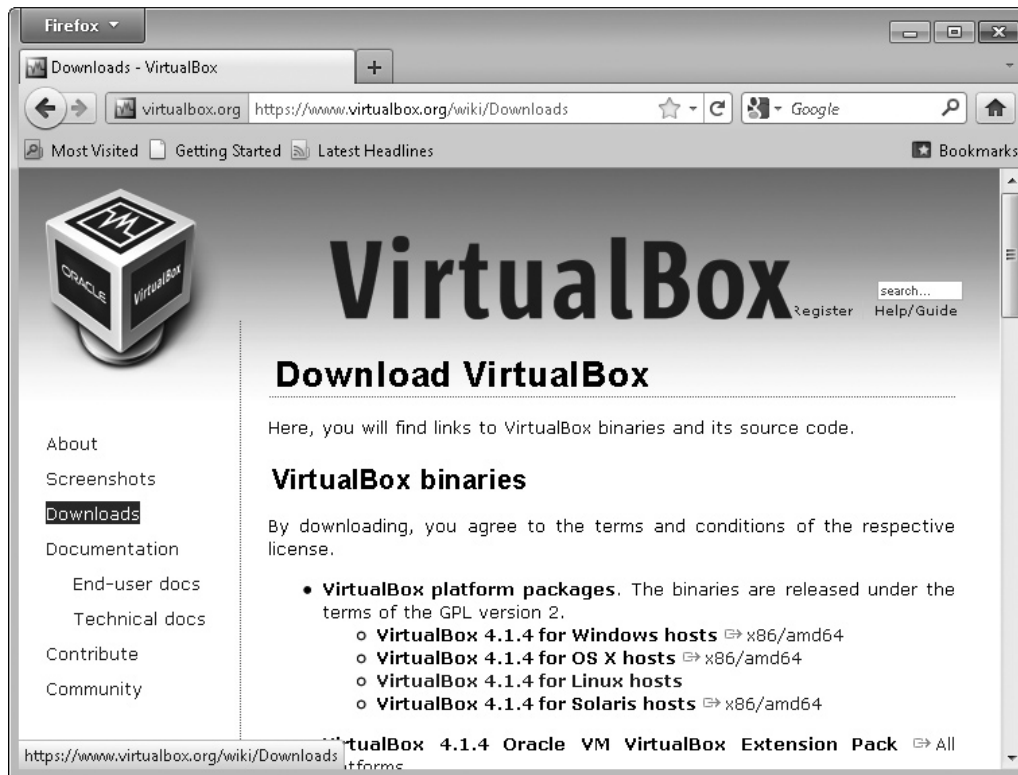 Firefox
Downloads - VirtualBox
virtualbox.org https://www.virtualbox.org/wiki/Downloads Google
Most Visited Getting Started Latest Headlines Bookmarks
ORACLE VirtualBox
VirtualBox
search...
Register Help/Guide
Download VirtualBox
Here, you will find links to VirtualBox binaries and its source code.
About
Screenshots
Downloads
Documentation
End-user docs
Technical docs
Contribute
Community
VirtualBox binaries
By downloading, you agree to the terms and conditions of the respective
license.
• VirtualBox platform packages. The binaries are released under the
terms of the GPL version 2.
o VirtualBox 4.1.4 for Windows hosts x86/amd64
o VirtualBox 4.1.4 for OS X hosts x86/amd64
o VirtualBox 4.1.4 for Linux hosts
o VirtualBox 4.1.4 for Solaris hosts x86/amd64
VirtualBox 4.1.4 Oracle VM VirtualBox Extension Pack All
platforms
https://www.virtualbox.org/wiki/Downloads